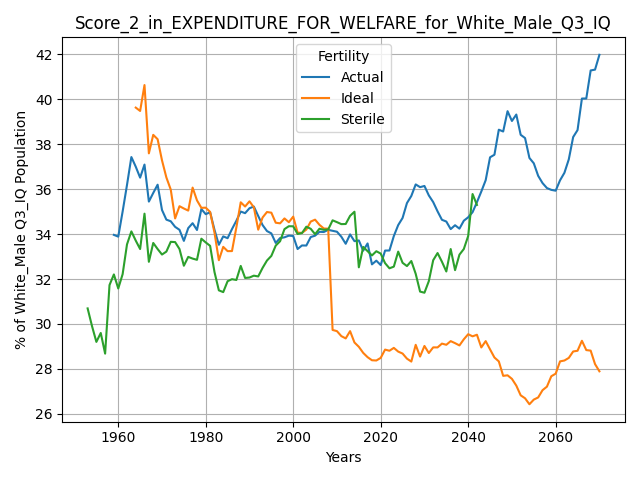 Score_2_in_EXPENDITURE_FOR_WELFARE_for_White_Male_Q3_IQ
% of White_Male Q3_IQ Population
42
40
38
36
34
32
30
28
26
Fertility
Actual
Ideal
Sterile
1960
1980
2000
2020
2040
2060
Years